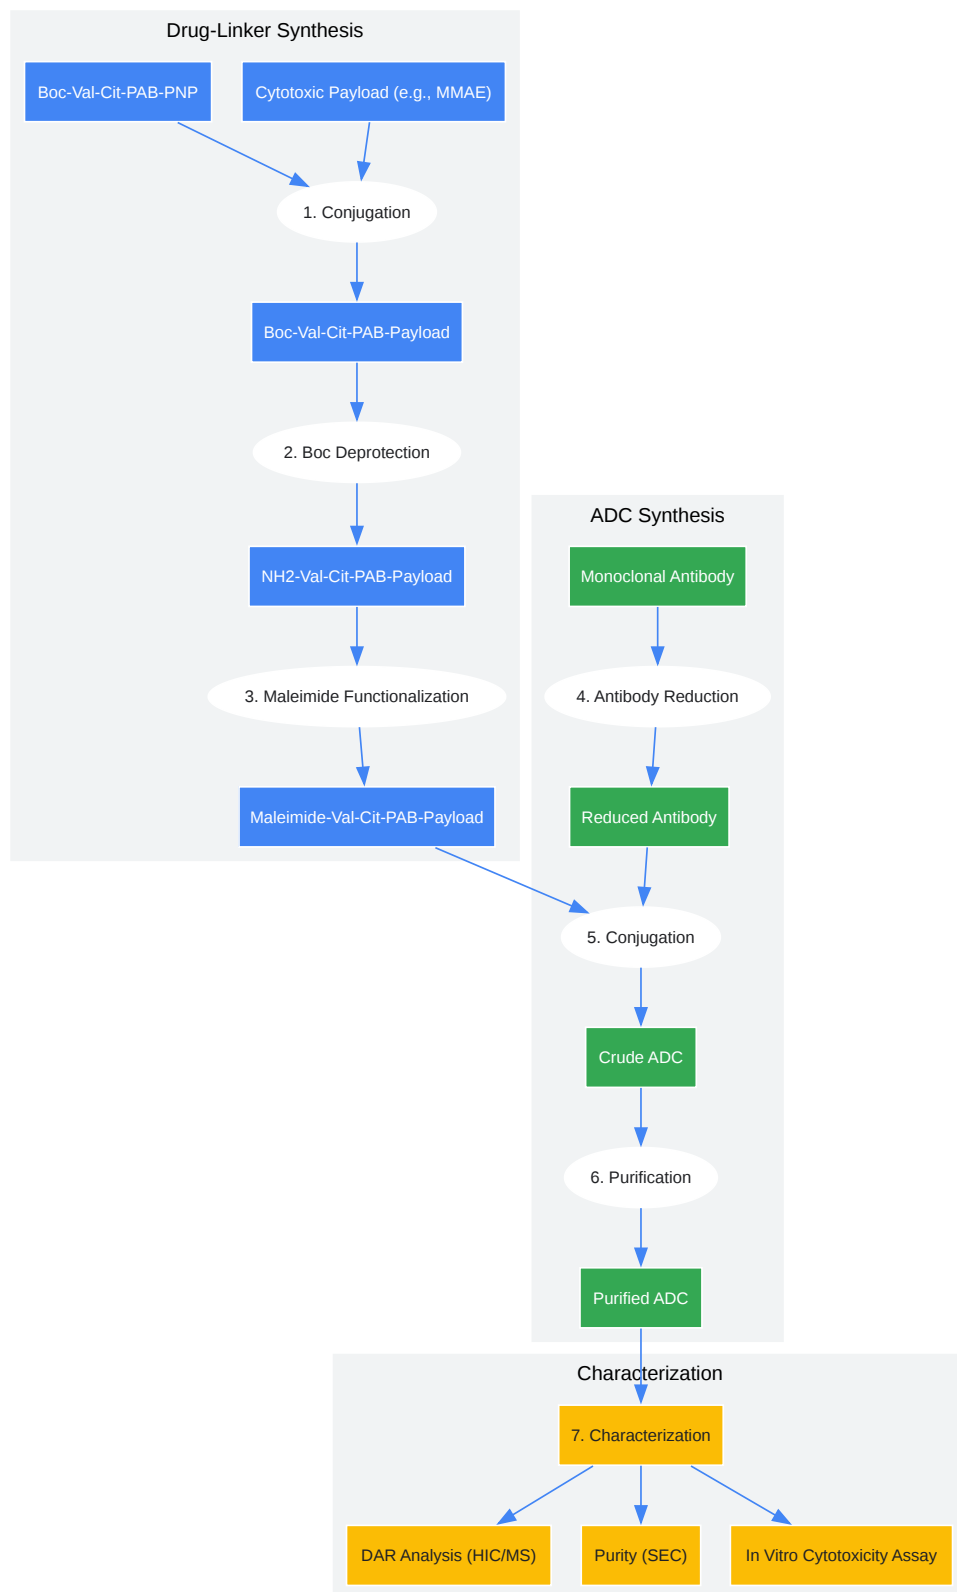 Drug-Linker Synthesis
Boc-Val-Cit-PAB-PNP
Cytotoxic Payload (e.g., MMAE)
1. Conjugation
Boc-Val-Cit-PAB-Payload
2. Boc Deprotection
NH2-Val-Cit-PAB-Payload
3. Maleimide Functionalization
Maleimide-Val-Cit-PAB-Payload
ADC Synthesis
Monoclonal Antibody
4. Antibody Reduction
Reduced Antibody
5. Conjugation
Crude ADC
6. Purification
Purified ADC
Characterization
7. Characterization
DAR Analysis (HIC/MS)
Purity (SEC)
In Vitro Cytotoxicity Assay